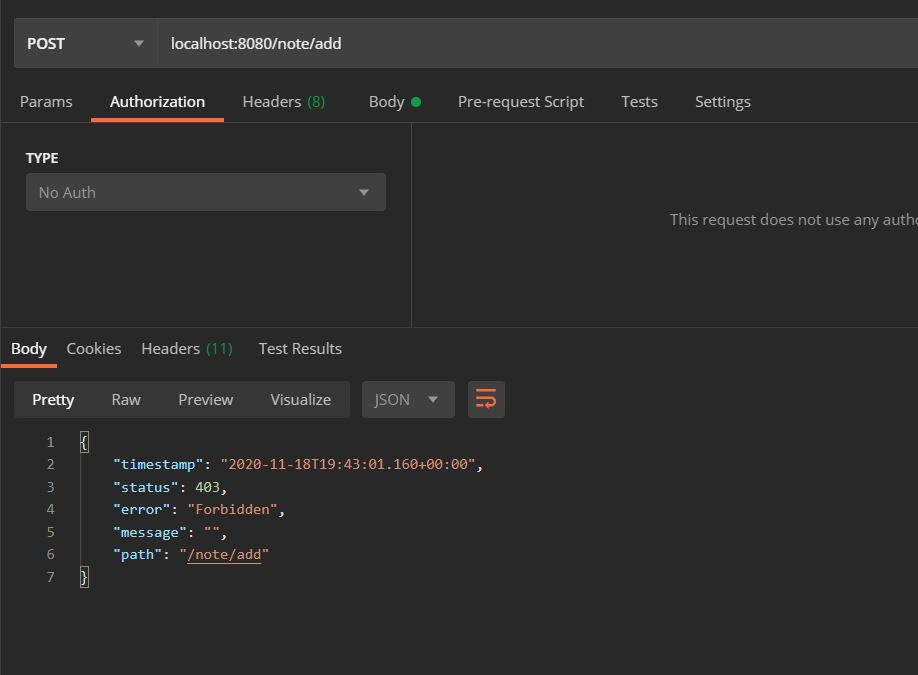 POST localhost:8080/note/add
Params Authorization Headers (8) Body Pre-request Script Tests Settings
TYPE
No Auth
This request does not use any autho
Body Cookies Headers (11) Test Results
Pretty Raw Preview Visualize JSON
1 {
2 "timestamp": "2020-11-18T19:43:01.160+00:00",
3 "status": 403,
4 "error": "Forbidden",
5 "message": "",
6 "path": "/note/add"
7 }